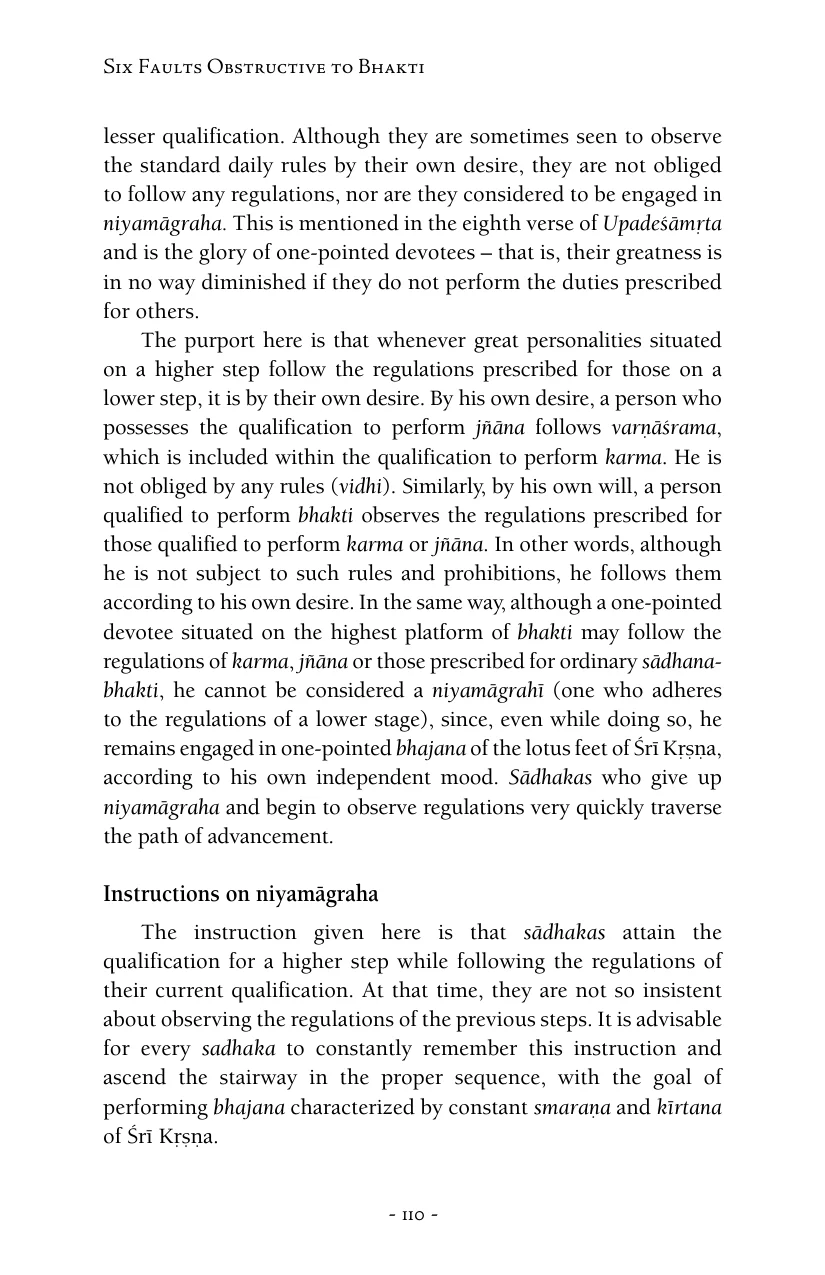 Six Faults Obstructive to Bhakti
lesser qualification. Although they are sometimes seen to observe
the standard daily rules by their own desire, they are not obliged
to follow any regulations, nor are they considered to be engaged in
niyamāgraha. This is mentioned in the eighth verse of Upadeśāmṛta
and is the glory of one-pointed devotees – that is, their greatness is
in no way diminished if they do not perform the duties prescribed
for others.
The purport here is that whenever great personalities situated
on a higher step follow the regulations prescribed for those on a
lower step, it is by their own desire. By his own desire, a person who
possesses the qualification to perform jñāna follows varṇāśrama,
which is included within the qualification to perform karma. He is
not obliged by any rules (vidhi). Similarly, by his own will, a person
qualified to perform bhakti observes the regulations prescribed for
those qualified to perform karma or jñāna. In other words, although
he is not subject to such rules and prohibitions, he follows them
according to his own desire. In the same way, although a one-pointed
devotee situated on the highest platform of bhakti may follow the
regulations of karma, jñāna or those prescribed for ordinary sādhana-
bhakti, he cannot be considered a niyamāgrahī (one who adheres
to the regulations of a lower stage), since, even while doing so, he
remains engaged in one-pointed bhajana of the lotus feet of Śrī Kṛṣṇa,
according to his own independent mood. Sādhakas who give up
niyamāgraha and begin to observe regulations very quickly traverse
the path of advancement.
Instructions on niyamāgraha
The instruction given here is that sādhakas attain the
qualification for a higher step while following the regulations of
their current qualification. At that time, they are not so insistent
about observing the regulations of the previous steps. It is advisable
for every sadhaka to constantly remember this instruction and
ascend the stairway in the proper sequence, with the goal of
performing bhajana characterized by constant smaraṇa and kīrtana
of Śrī Kṛṣṇa.
- 110 -